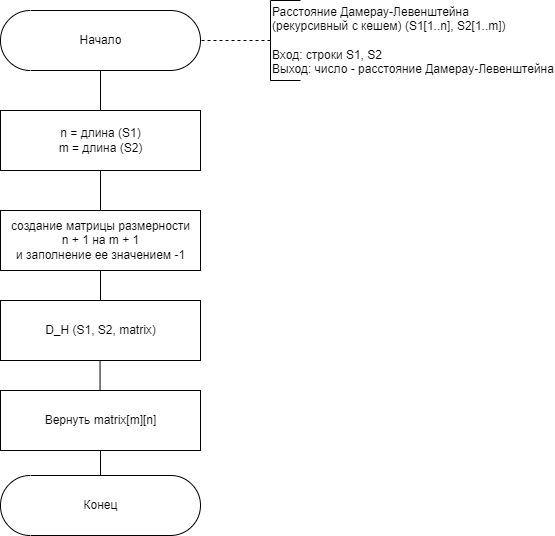 Начало
Расстояние Дамерау-Левенштейна
(рекурсивный с кешем) (S1[1..n], S2[1..m])
Вход: строки S1, S2
Выход: число - расстояние Дамерау-Левенштейна
n = длина (S1)
m = длина (S2)
создание матрицы размерности
n + 1 на m + 1
и заполнение ее значением -1
D_H (S1, S2, matrix)
Вернуть matrix[m][n]
Конец